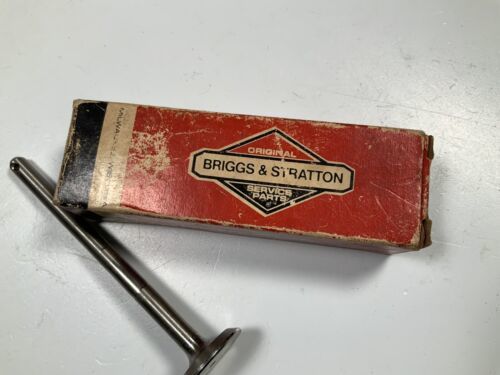 ORIGINAL
BRIGGS & STRATTON
SERVICE
PARTS